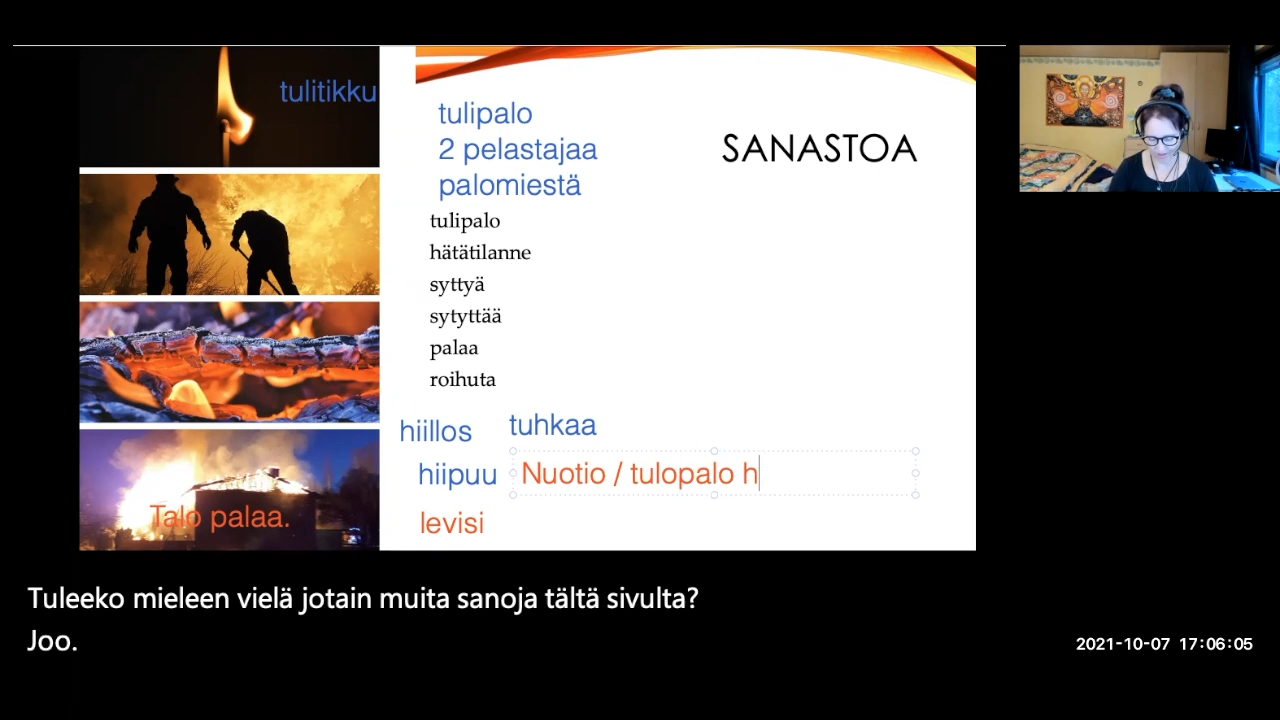 tulitikku
tulipalo
2 pelastajaa
palomiestä
SANASTOA
tulipalo
hätätilanne
syttyä
sytyttää
palaa
roihuta
hiillos
tuhkaa
hiipuu
Nuotio / tulopalo h
levisi
Talo palaa.
Tuleeko mieleen vielä jotain muita sanoja tältä sivulta?
Joo.
2021-10-07 17:06:05